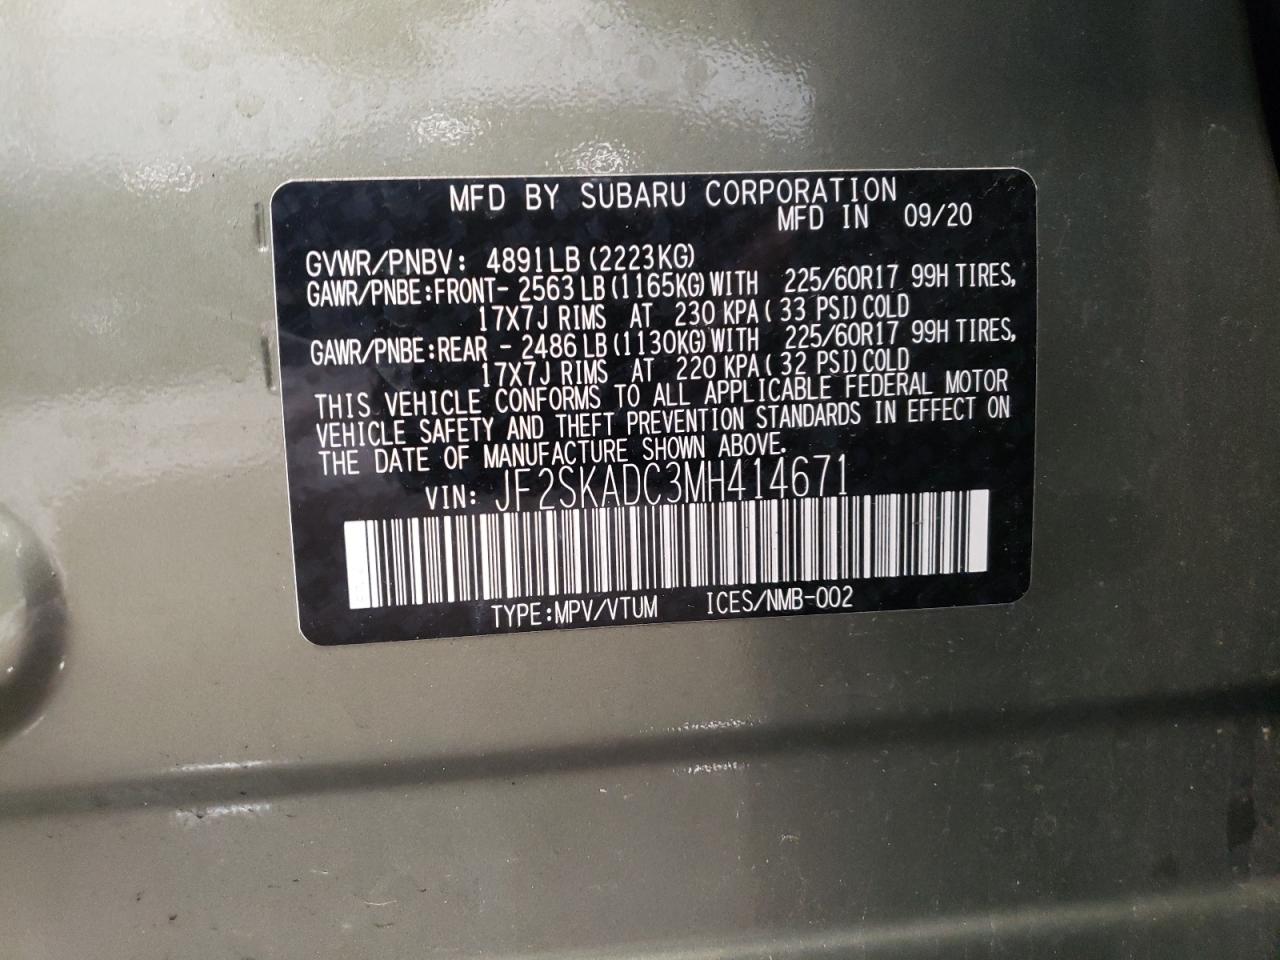 MFD BY SUBARU CORPORATION
MFD IN 09/20
GVWR/PNBV: 4891LB (2223KG)
GAWR/PNBE:FRONT- 2563 LB (1165KG) WITH 225/60R17 99H TIRES,
17X7J RIMS AT 230 KPA ( 33 PSI) COLD
GAWR/PNBE:REAR - 2486 LB (1130KG) WITH 225/60R17 99H TIRES,
17X7J RIMS AT 220 KPA ( 32 PSI) COLD
THIS VEHICLE CONFORMS TO ALL APPLICABLE FEDERAL MOTOR
VEHICLE SAFETY AND THEFT PREVENTION STANDARDS IN EFFECT ON
THE DATE OF MANUFACTURE SHOWN ABOVE.
VIN: JF2SKADC3MH414671
TYPE:MPV/VTUM ICES/NMB-002